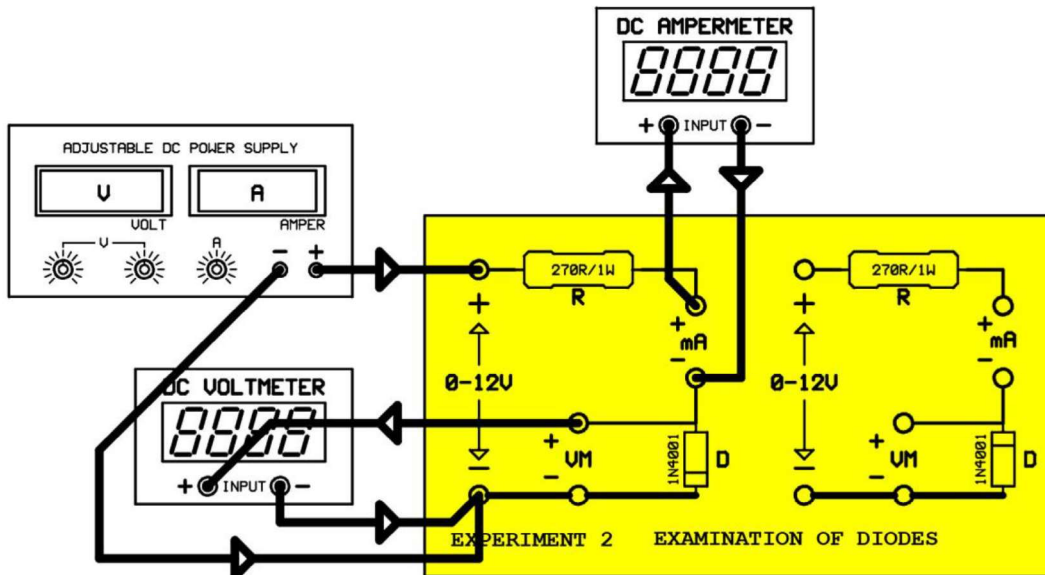 DC AMPERMETER
8888
+ INPUT -
ADJUSTABLE DC POWER SUPPLY
V A
VOLT AMPER
V A - +
270R/1W
R
+
mA
-
+
0-12V
-
+
VM
-
1N4001
D
270R/1W
R
+
mA
-
+
0-12V
-
+
VM
-
1N4001
D
DC VOLTMETER
8888
+ INPUT -
EXPERIMENT 2 EXAMINATION OF DIODES